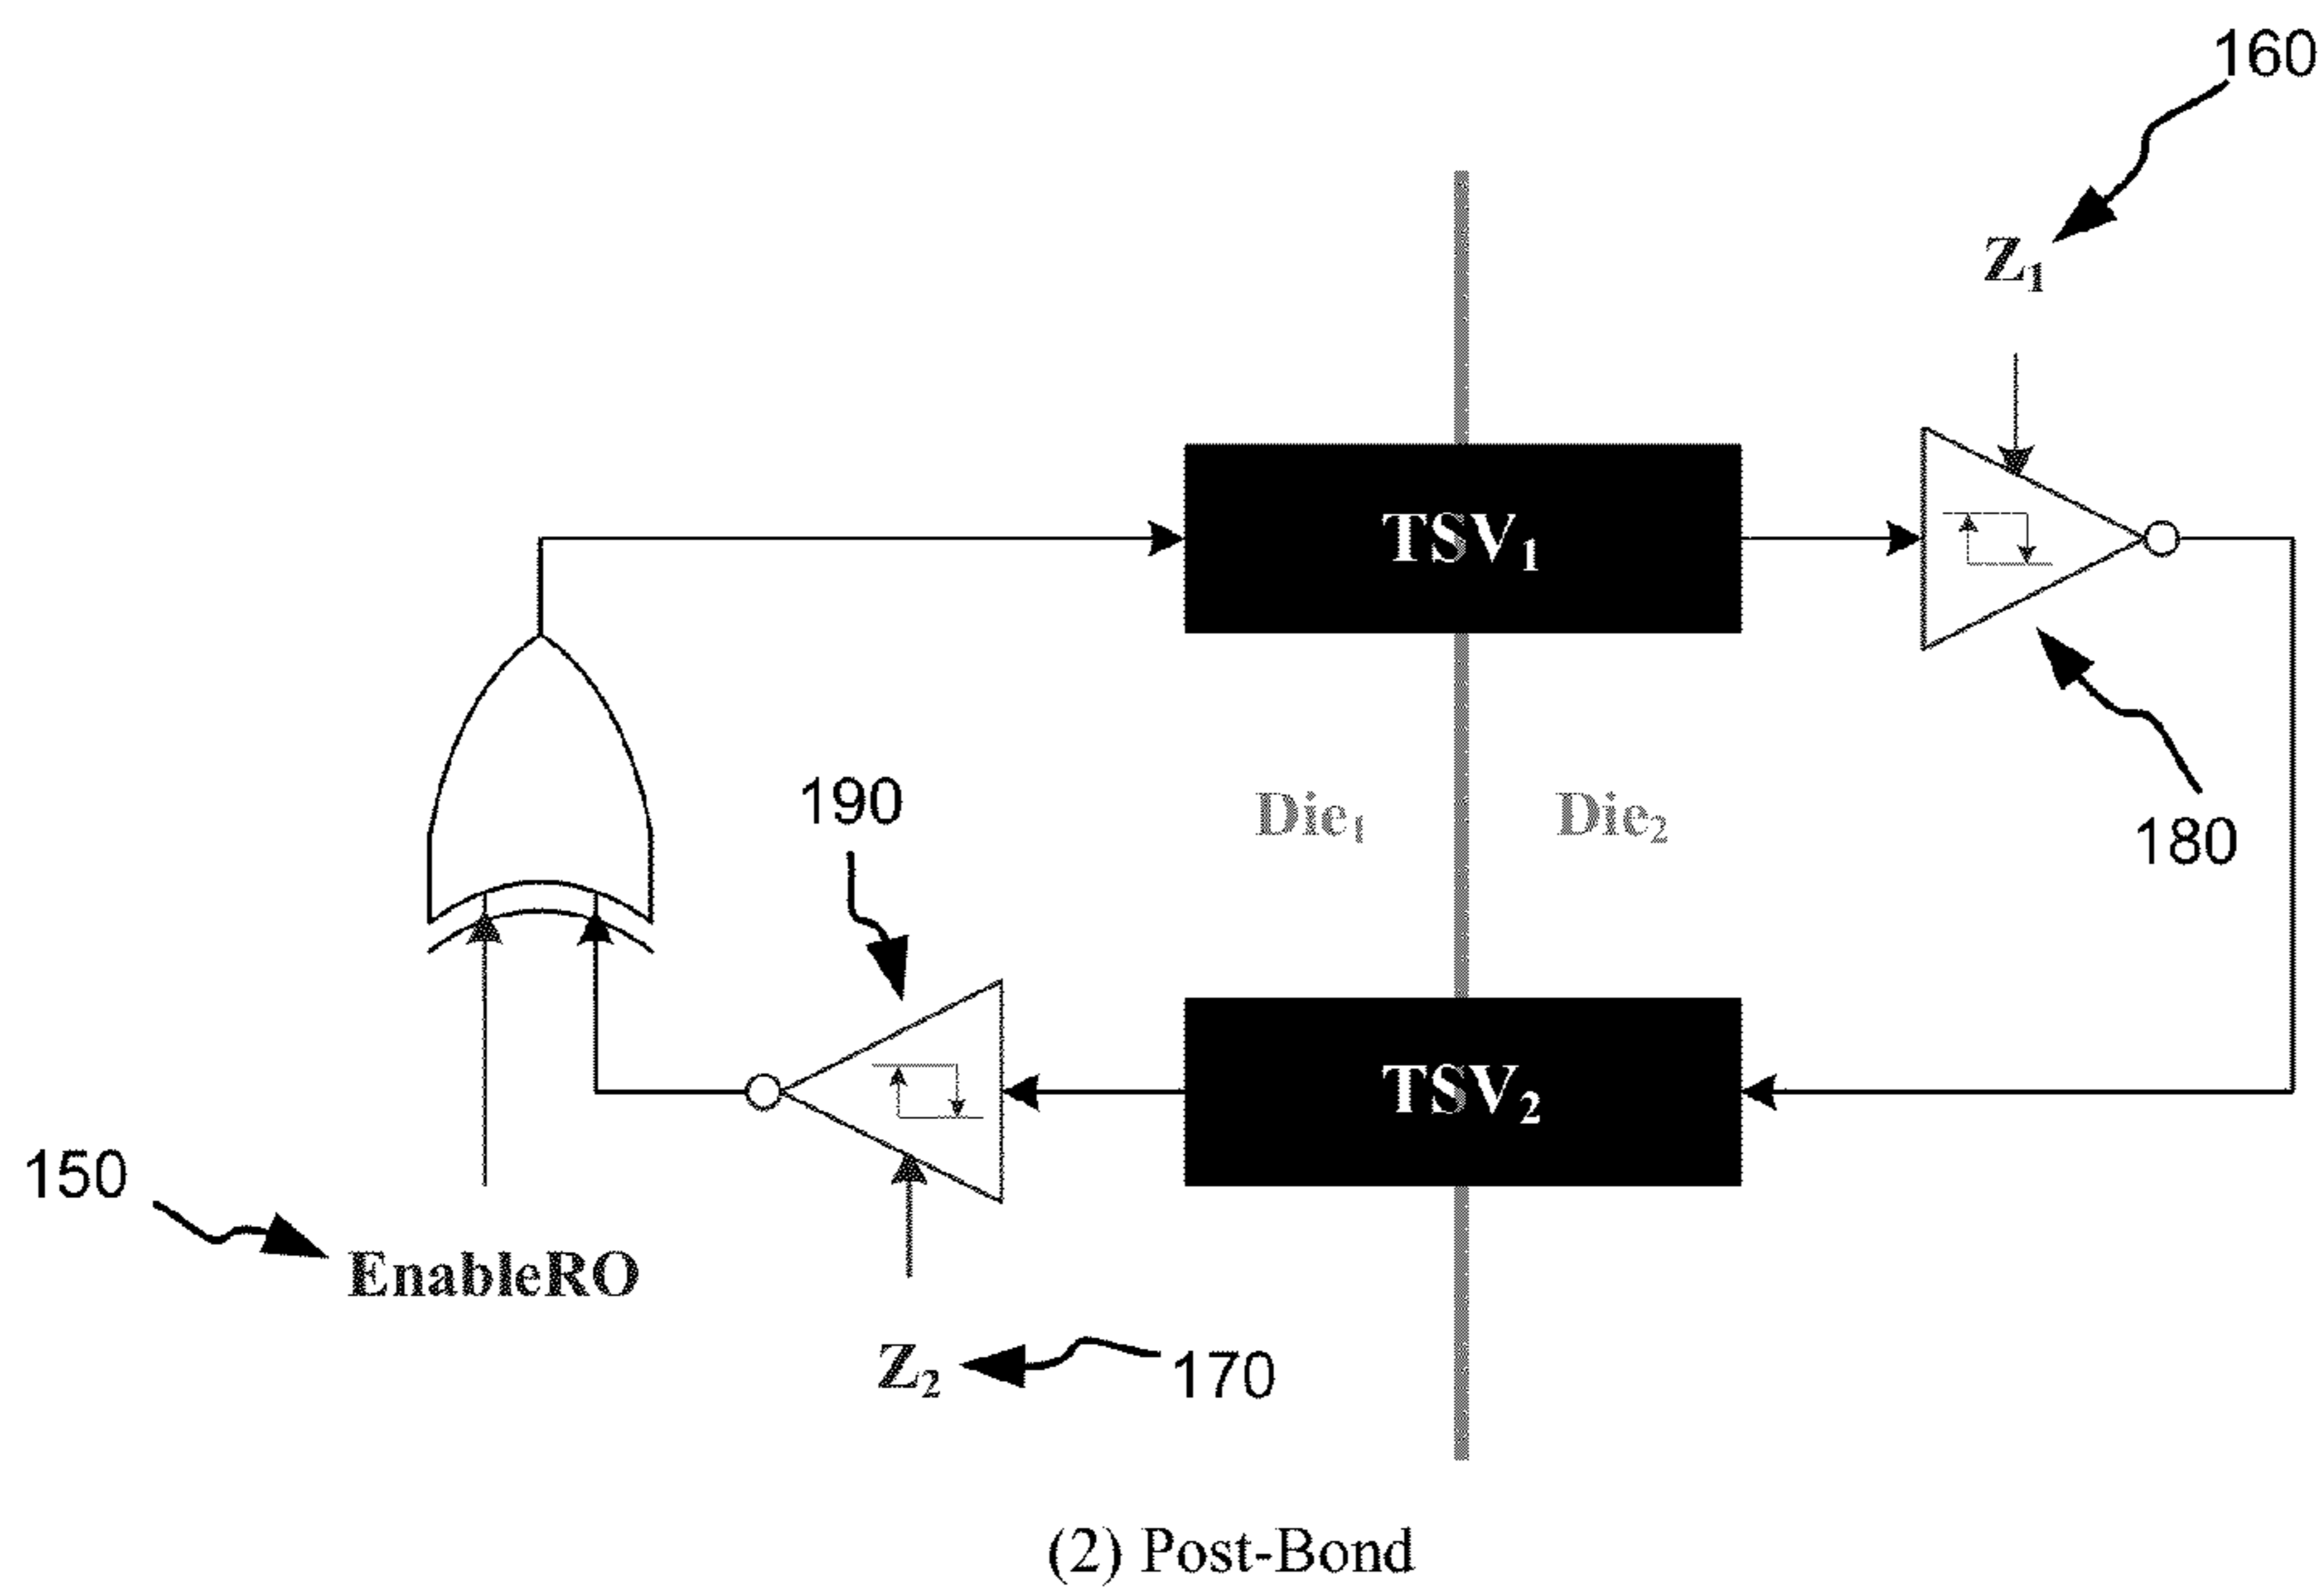 160
Z₁
TSV₁
190
Die₁ Die₂
180
TSV₂
150
EnableRO
Z₂
170
(2) Post-Bond